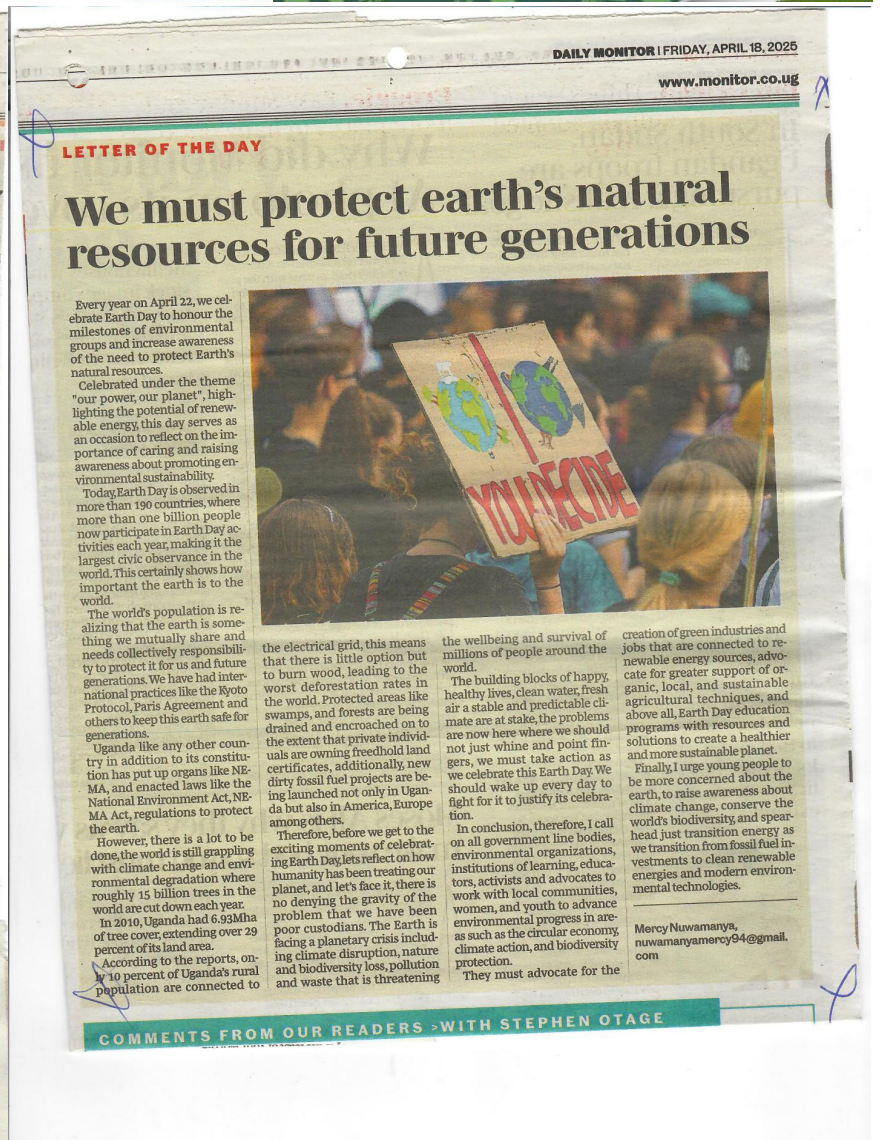 DAILY MONITOR | FRIDAY, APRIL 18, 2025
www.monitor.co.ug
LETTER OF THE DAY
We must protect earth's natural
resources for future generations
Every year on April 22, we cel-
ebrate Earth Day to honour the
milestones of environmental
groups and increase awareness
of the need to protect Earth's
natural resources.
Celebrated under the theme
"our power, our planet", high-
lighting the potential of renew-
able energy, this day serves as
an occasion to reflect on the im-
portance of caring and raising
awareness about promoting en-
vironmental sustainability.
Today,Earth Day is observed in
more than 190 countries, where
more than one billion people
now participate in Earth Day ac-
tivities each year, making it the
largest civic observance in the
world. This certainly shows how
important the earth is to the
world.
The world's population is re-
alizing that the earth is some-
thing we mutually share and
needs collectively responsibili-
ty to protect it for us and future
generations. We have had inter-
national practices like the Kyoto
Protocol, Paris Agreement and
others to keep this earth safe for
generations.
Uganda like any other coun-
try in addition to its constitu-
tion has put up organs like NE-
MA, and enacted laws like the
National Environment Act, NE-
MA Act, regulations to protect
the earth.
However, there is a lot to be
done, the world is still grappling
with climate change and envi-
ronmental degradation where
roughly 15 billion trees in the
world are cut down each year.
In 2010, Uganda had 6.93Mha
of tree cover, extending over 29
percent of its land area.
According to the reports, on-
ly 10 percent of Uganda's rural
population are connected to
the electrical grid, this means
that there is little option but
to burn wood, leading to the
worst deforestation rates in
the world. Protected areas like
swamps, and forests are being
drained and encroached on to
the extent that private individ-
uals are owning freedhold land
certificates, additionally, new
dirty fossil fuel projects are be-
ing launched not only in Ugan-
da but also in America, Europe
among others.
Therefore, before we get to the
exciting moments of celebrat-
ing Earth Day,lets reflect on how
humanity has been treating our
planet, and let's face it, there is
no denying the gravity of the
problem that we have been
poor custodians. The Earth is
facing a planetary crisis includ-
ing climate disruption, nature
and biodiversity loss, pollution
and waste that is threatening
the wellbeing and survival of
millions of people around the
world.
The building blocks of happy,
healthy lives, clean water, fresh
air a stable and predictable cli-
mate are at stake, the problems
are now here where we should
not just whine and point fin-
gers, we must take action as
we celebrate this Earth Day. We
should wake up every day to
fight for it to justify its celebra-
tion.
In conclusion, therefore, I call
on all government line bodies,
environmental organizations,
institutions of learning, educa-
tors, activists and advocates to
work with local communities,
women, and youth to advance
environmental progress in are-
as such as the circular economy,
climate action, and biodiversity
protection.
They must advocate for the
creation of green industries and
jobs that are connected to re-
newable energy sources, advo-
cate for greater support of or-
ganic, local, and sustainable
agricultural techniques, and
above all, Earth Day education
programs with resources and
solutions to create a healthier
and more sustainable planet.
Finally, I urge young people to
be more concerned about the
earth, to raise awareness about
climate change, conserve the
world's biodiversity, and spear-
head just transition energy as
we transition from fossil fuel in-
vestments to clean renewable
energies and modern environ-
mental technologies.
Mercy Nuwamanya,
nuwamanyamercy94@gmail.
com
YOU DECIDE
COMMENTS FROM OUR READERS >WITH STEPHEN OTAGE